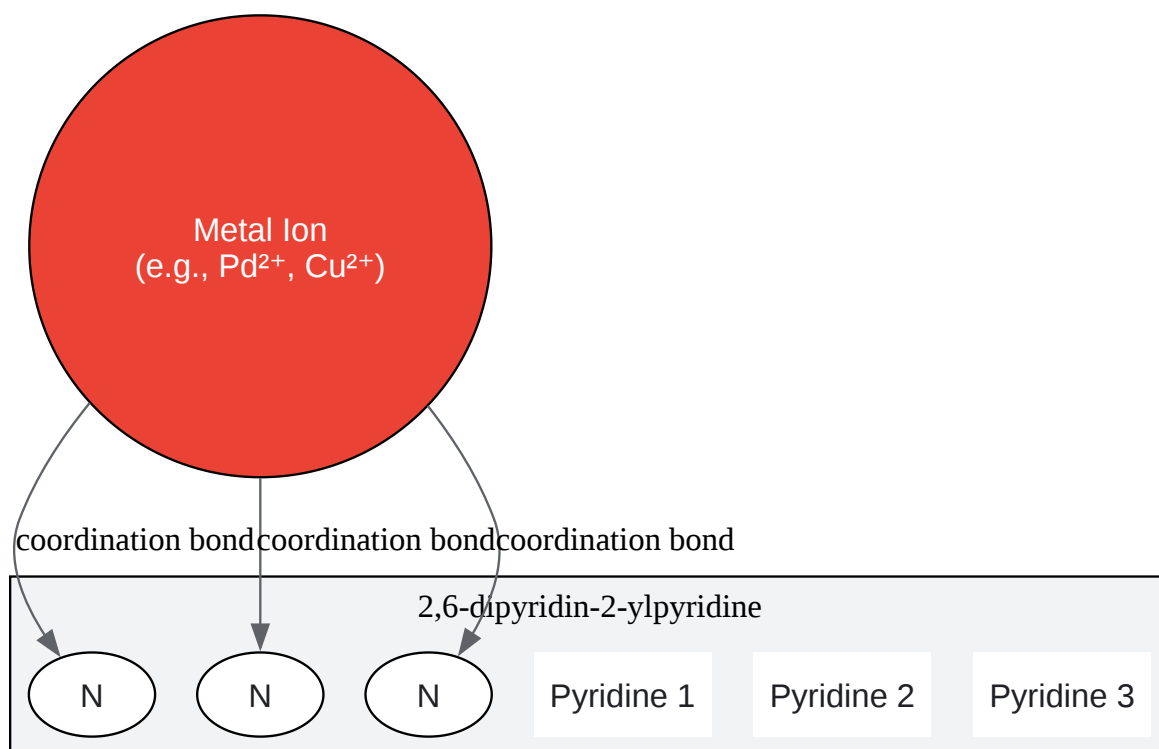 Metal Ion
(e.g., Pd²⁺, Cu²⁺)
coordination bond coordination bond coordination bond
2,6-dipyridin-2-ylpyridine
N N N Pyridine 1 Pyridine 2 Pyridine 3